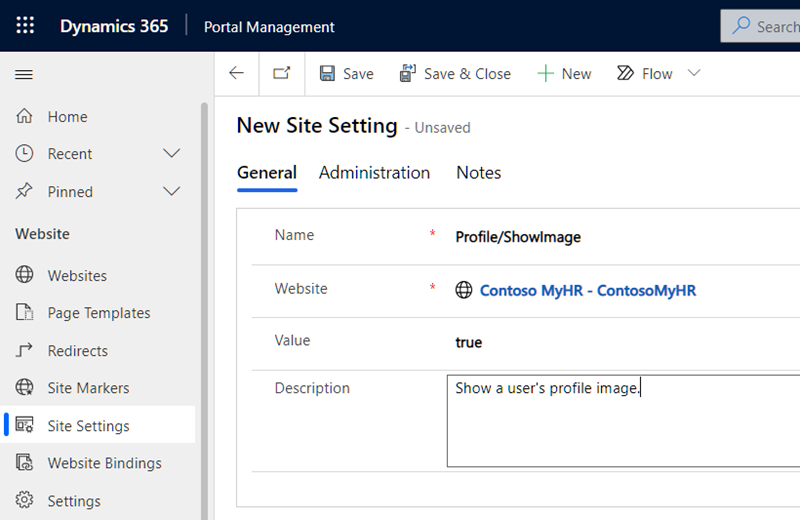 Dynamics 365 Portal Management Search
Save Save & Close New Flow
Home
Recent
Pinned
Website
Websites
Page Templates
Redirects
Site Markers
Site Settings
Website Bindings
Settings
New Site Setting - Unsaved
General Administration Notes
Name * Profile/ShowImage
Website * Contoso MyHR - ContosoMyHR
Value true
Description Show a user's profile image.